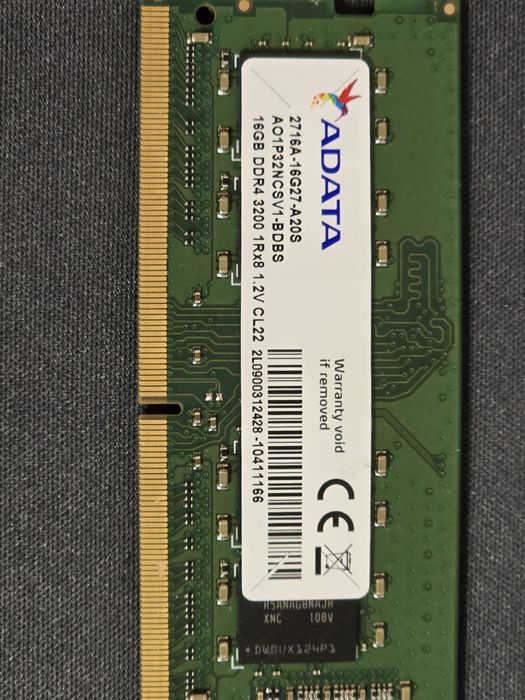 ADATA
2716A-16G27-A20S
AO1P32NCSV1-BDBS
16GB DDR4 3200 1Rx8 1.2V CL22 2L0900312428 -10411166
Warranty void
if removed
CE
H5ANAG8NAJR
XNC 108V
DWBUX124P1